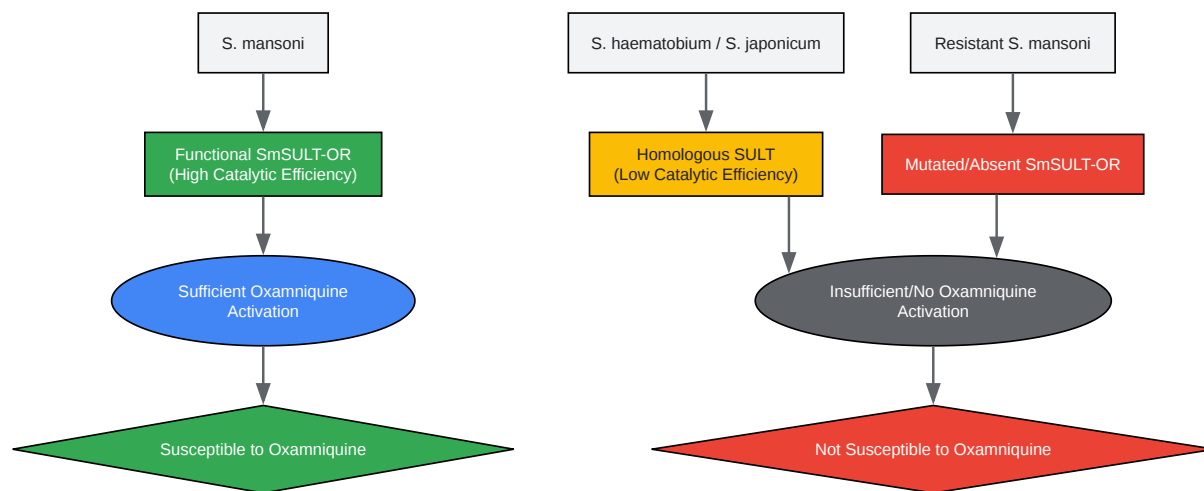 S. mansoni
S. haematobium / S. japonicum
Resistant S. mansoni
Functional SmSULT-OR
(High Catalytic Efficiency)
Homologous SULT
(Low Catalytic Efficiency)
Mutated/Absent SmSULT-OR
Sufficient Oxamniquine
Activation
Insufficient/No Oxamniquine
Activation
Susceptible to Oxamniquine
Not Susceptible to Oxamniquine